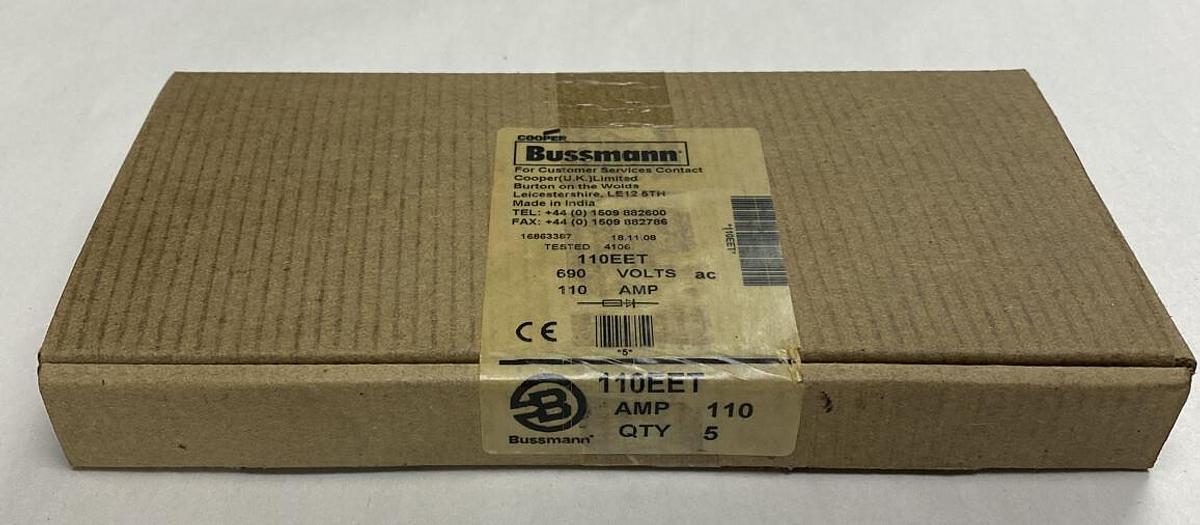 COOPER
Bussmann
For Customer Services Contact
Cooper(U.K.)Limited
Burton on the Wolds
Leicestershire, LE12 5TH
Made in India
TEL: +44 (0) 1509 882600
FAX: +44 (0) 1509 882786
16863387 18.11.08
TESTED 4106
110EET
690 VOLTS ac
110 AMP
*110EET*
CE
*5*
110EET
AMP 110
QTY 5
B
Bussmann